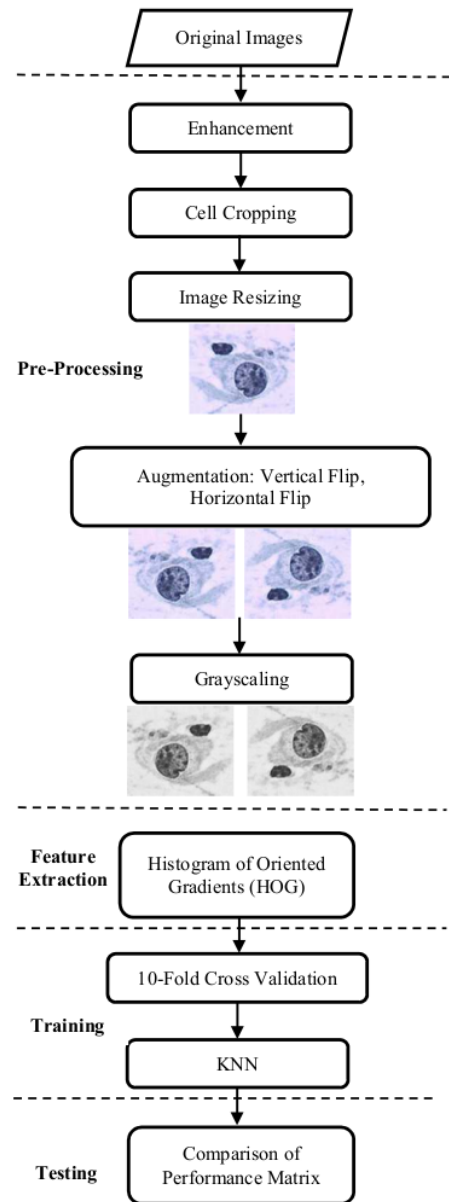 Original Images
Enhancement
Cell Cropping
Image Resizing
Pre-Processing
Augmentation: Vertical Flip,
Horizontal Flip
Grayscaling
Feature
Extraction
Histogram of Oriented
Gradients (HOG)
10-Fold Cross Validation
Training
KNN
Comparison of
Performance Matrix
Testing